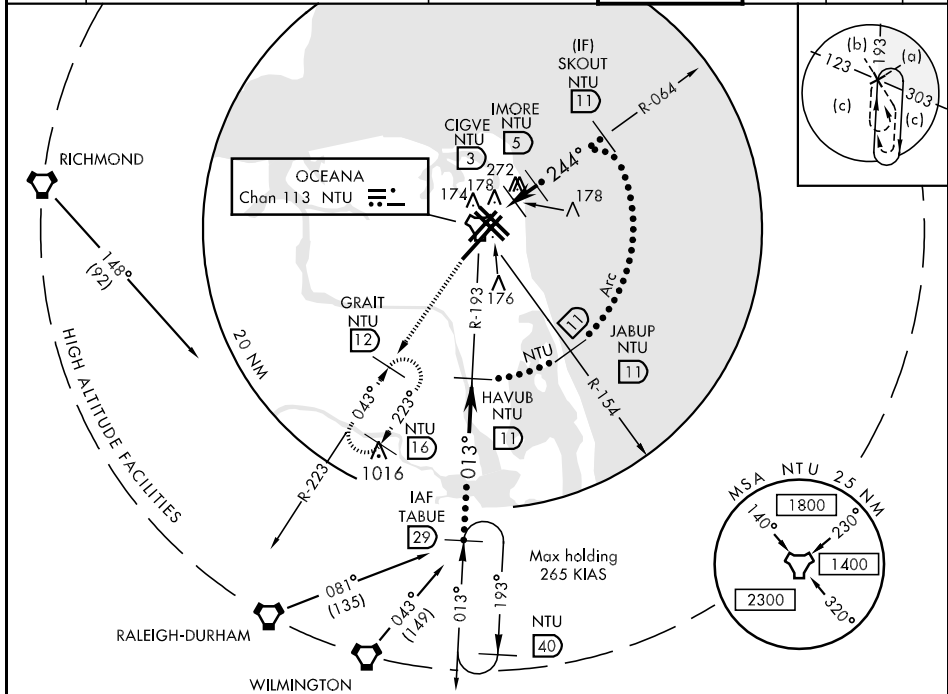 (IF)
SKOUT
NTU
11
R-064
(b)
193
(a)
123
(c)
303
(c)
IMORE
NTU
5
CIGVE
NTU
3
244°
272
174
178
178
RICHMOND
OCEANA
Chan 113 NTU
148°
(92)
176
R-193
Arc
GRAIT
NTU
12
20 NM
11
JABUP
NTU
11
NTU
R-154
HAVUB
NTU
11
043°
223°
NTU
16
1016
013°
R-223
HIGH ALTITUDE FACILITIES
IAF
TABUE
29
MSA NTU 25 NM
1800
140°
230°
1400
2300
320°
Max holding
265 KIAS
081°
(135)
043°
(149)
013°
193°
NTU
40
RALEIGH-DURHAM
WILMINGTON